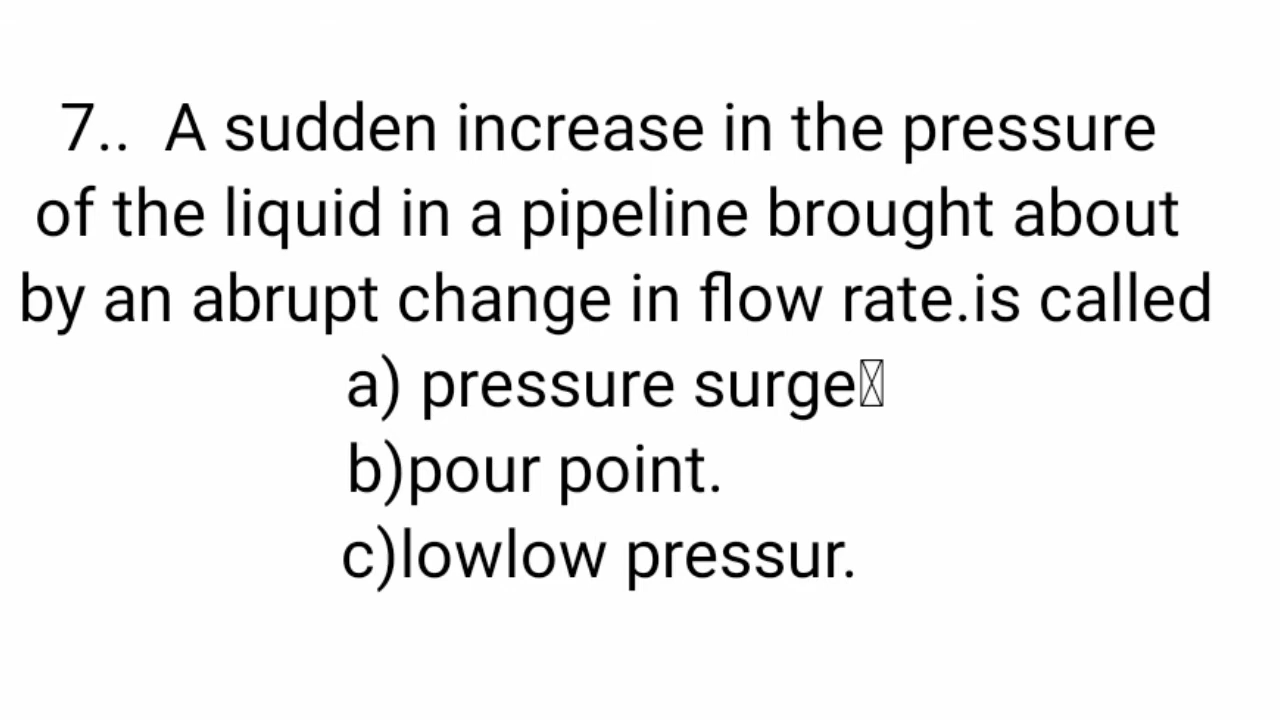 7.. A sudden increase in the pressure
of the liquid in a pipeline brought about
by an abrupt change in flow rate.is called
a) pressure surge
b)pour point.
c)lowlow pressur.